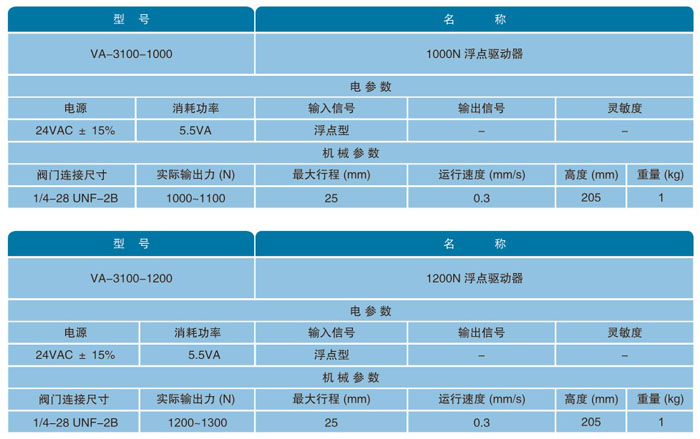 型 号 名 称
VA-3100-1000 1000N 浮点驱动器
电 参 数
电源 消耗功率 输入信号 输出信号 灵敏度
24VAC ± 15% 5.5VA 浮点型 – –
机 械 参 数
阀门连接尺寸 实际输出力 (N) 最大行程 (mm) 运行速度 (mm/s) 高度 (mm) 重量 (kg)
1/4-28 UNF-2B 1000~1100 25 0.3 205 1
型 号 名 称
VA-3100-1200 1200N 浮点驱动器
电 参 数
电源 消耗功率 输入信号 输出信号 灵敏度
24VAC ± 15% 5.5VA 浮点型 – –
机 械 参 数
阀门连接尺寸 实际输出力 (N) 最大行程 (mm) 运行速度 (mm/s) 高度 (mm) 重量 (kg)
1/4-28 UNF-2B 1200~1300 25 0.3 205 1